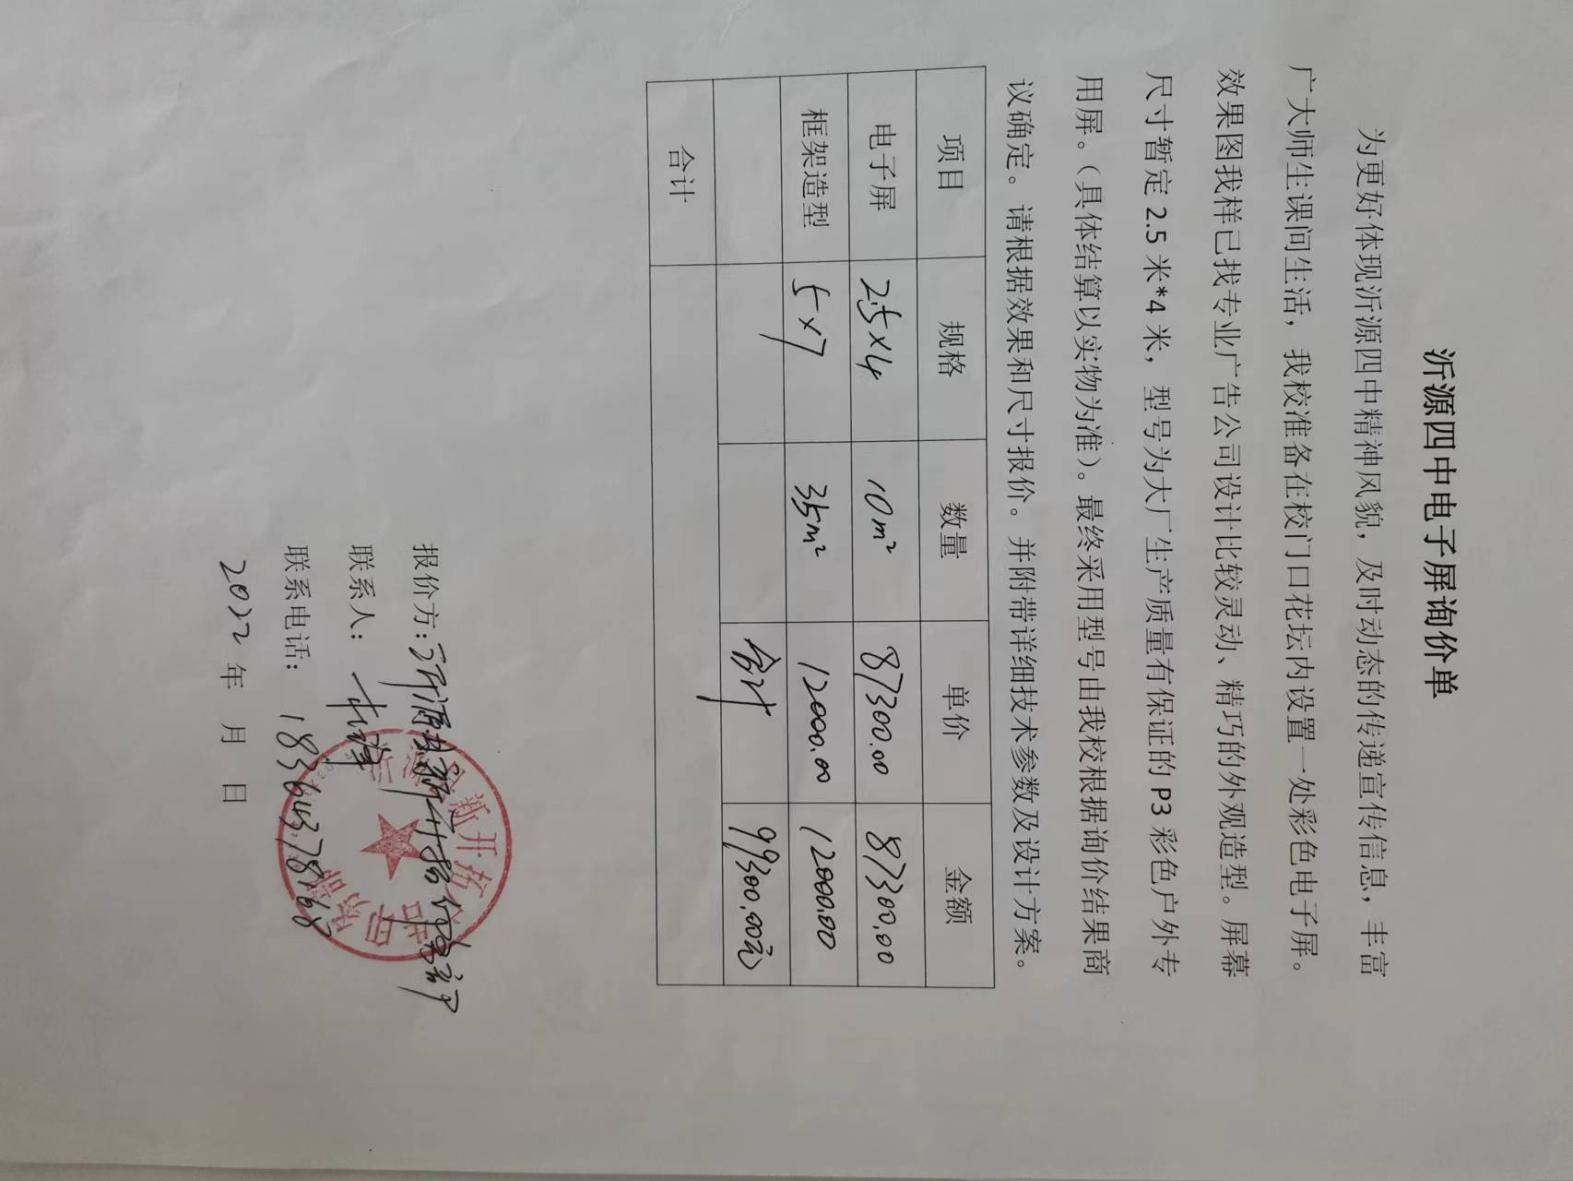 沂源四中电子屏询价单
为更好体现沂源四中精神风貌，及时动态的传递宣传信息，丰富
广大师生课间生活，我校准备在校门口花坛内设置一处彩色电子屏。
效果图我样已找专业广告公司设计比较灵动、精巧的外观造型。屏幕
尺寸暂定 2.5 米*4 米，型号为大厂生产质量有保证的 P3 彩色户外专
用屏。（具体结算以实物为准）。最终采用型号由我校根据询价结果商
议确定。请根据效果和尺寸报价。并附带详细技术参数及设计方案。
项目 规格 数量 单价 金额
电子屏 2.5×4 10m² 87300.00 87300.00
框架造型 5×7 35m² 12000.00 12000.00
合计 99300.00元
合计
报价方：沂源县新开拓
联系人：
联系电话：18364378168
2022 年 月 日